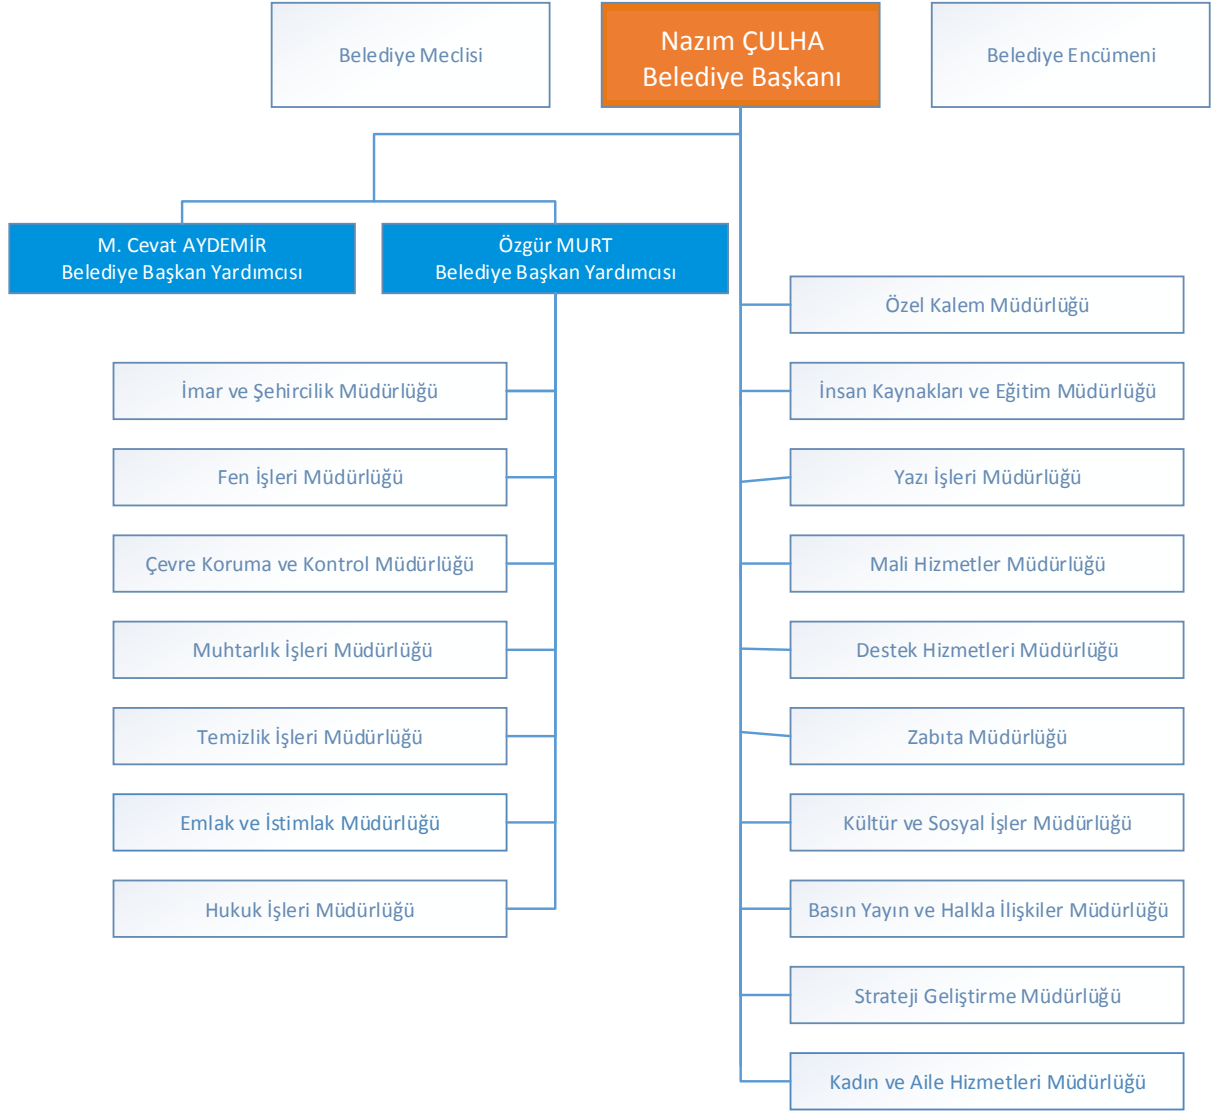 Belediye Meclisi
Nazım ÇULHA
Belediye Başkanı
Belediye Encümeni
M. Cevat AYDEMİR
Belediye Başkan Yardımcısı
Özgür MURT
Belediye Başkan Yardımcısı
İmar ve Şehircilik Müdürlüğü
Fen İşleri Müdürlüğü
Çevre Koruma ve Kontrol Müdürlüğü
Muhtarlık İşleri Müdürlüğü
Temizlik İşleri Müdürlüğü
Emlak ve İstimlak Müdürlüğü
Hukuk İşleri Müdürlüğü
Özel Kalem Müdürlüğü
İnsan Kaynakları ve Eğitim Müdürlüğü
Yazı İşleri Müdürlüğü
Mali Hizmetler Müdürlüğü
Destek Hizmetleri Müdürlüğü
Zabıta Müdürlüğü
Kültür ve Sosyal İşler Müdürlüğü
Basın Yayın ve Halkla İlişkiler Müdürlüğü
Strateji Geliştirme Müdürlüğü
Kadın ve Aile Hizmetleri Müdürlüğü